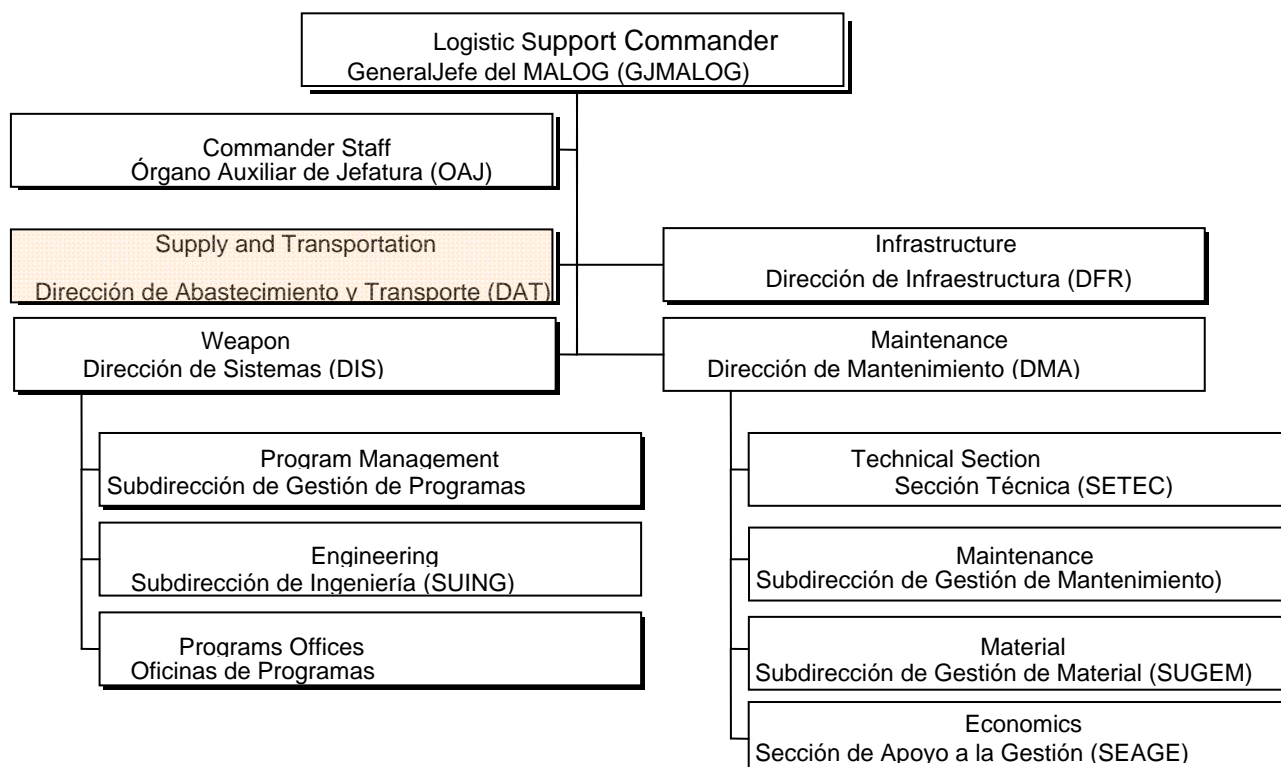 Logistic Support Commander
GeneralJefe del MALOG (GJMALOG)
Commander Staff
Órgano Auxiliar de Jefatura (OAJ)
Supply and Transportation
Dirección de Abastecimiento y Transporte (DAT)
Infrastructure
Dirección de Infraestructura (DFR)
Weapon
Dirección de Sistemas (DIS)
Maintenance
Dirección de Mantenimiento (DMA)
Program Management
Subdirección de Gestión de Programas
Engineering
Subdirección de Ingeniería (SUING)
Programs Offices
Oficinas de Programas
Technical Section
Sección Técnica (SETEC)
Maintenance
Subdirección de Gestión de Mantenimiento)
Material
Subdirección de Gestión de Material (SUGEM)
Economics
Sección de Apoyo a la Gestión (SEAGE)